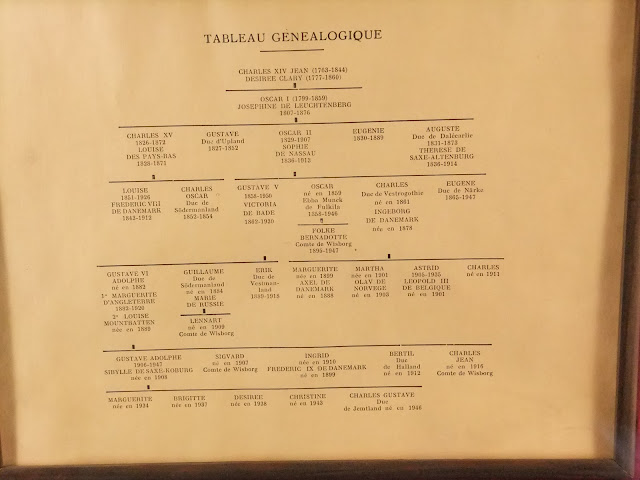 TABLEAU GENEALOGIQUE
CHARLES XIV JEAN (1763-1844)
DESIREE CLARY (1777-1860)
OSCAR I (1799-1859)
JOSEPHINE DE LEUCHTENBERG
1807-1876
CHARLES XV
1826-1872
LOUISE
DES PAYS-BAS
1828-1871
GUSTAVE
Duc d'Upland
1827-1852
OSCAR II
1829-1907
SOPHIE
DE NASSAU
1836-1913
EUGENIE
1830-1889
AUGUSTE
Duc de Dalécarlie
1831-1873
THERESE DE
SAXE-ALTENBURG
1836-1914
LOUISE
1851-1926
FREDERIC VIII
DE DANEMARK
1843-1912
CHARLES
OSCAR
Duc de
Södermanland
1852-1854
GUSTAVE V
1858-1950
VICTORIA
DE BADE
1862-1930
OSCAR
né en 1859
Ebba Munck
de Fulkila
1858-1946
FOLKE
BERNADOTTE
Comte de Wisborg
1895-1947
CHARLES
Duc de Vestrogothie
né en 1861
INGEBORG
DE DANEMARK
née en 1878
EUGENE
Duc de Närke
1865-1947
GUSTAVE VI
ADOLPHE
né en 1882
1° MARGUERITE
D'ANGLETERRE
1882-1920
2° LOUISE
MOUNTBATTEN
née en 1889
GUILLAUME
Duc de
Södermanland
né en 1884
MARIE
DE RUSSIE
LENNART
né en 1909
Comte de Wisborg
ERIK
Duc de
Vestman-
land
1889-1918
MARGUERITE
née en 1899
AXEL DE
DANEMARK
né en 1888
MARTHA
née en 1901
OLAV DE
NORVEGE
né en 1903
ASTRID
1905-1935
LEOPOLD III
DE BELGIQUE
né en 1901
CHARLES
né en 1911
GUSTAVE ADOLPHE
1906-1947
SIBYLLE DE SAXE-KOBURG
née en 1908
SIGVARD
né en 1907
Comte de Wisborg
INGRID
née en 1910
FREDERIC IX DE DANEMARK
né en 1899
BERTIL
Duc
de Halland
né en 1912
CHARLES
JEAN
né en 1916
Comte de Wisborg
MARGUERITE
née en 1934
BRIGITTE
née en 1937
DESIREE
née en 1938
CHRISTINE
née en 1943
CHARLES GUSTAVE
Duc
de Jemtland né en 1946